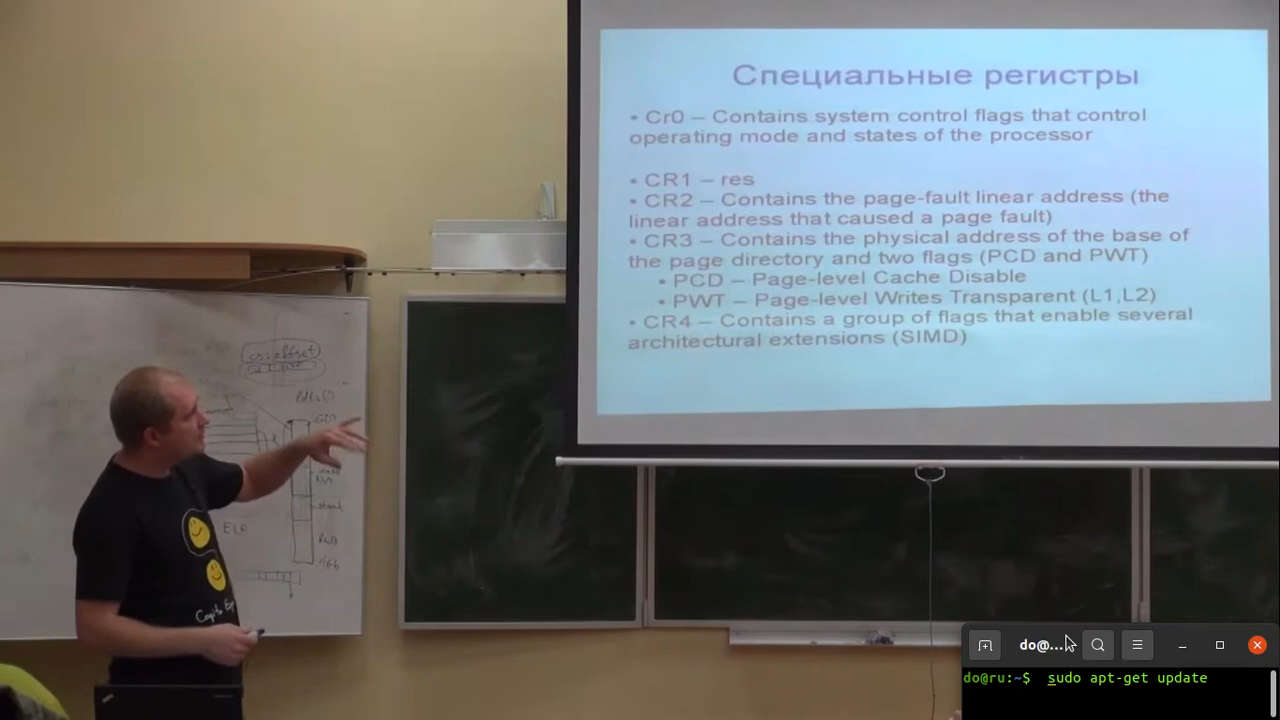 Специальные регистры
• Cr0 – Contains system control flags that control
operating mode and states of the processor
• CR1 – res
• CR2 – Contains the page-fault linear address (the
linear address that caused a page fault)
• CR3 – Contains the physical address of the base of
the page directory and two flags (PCD and PWT)
• PCD – Page-level Cache Disable
• PWT – Page-level Writes Transparent (L1,L2)
• CR4 – Contains a group of flags that enable several
architectural extensions (SIMD)
cs:offset
ELF
do@...
do@ru:~$ sudo apt-get update